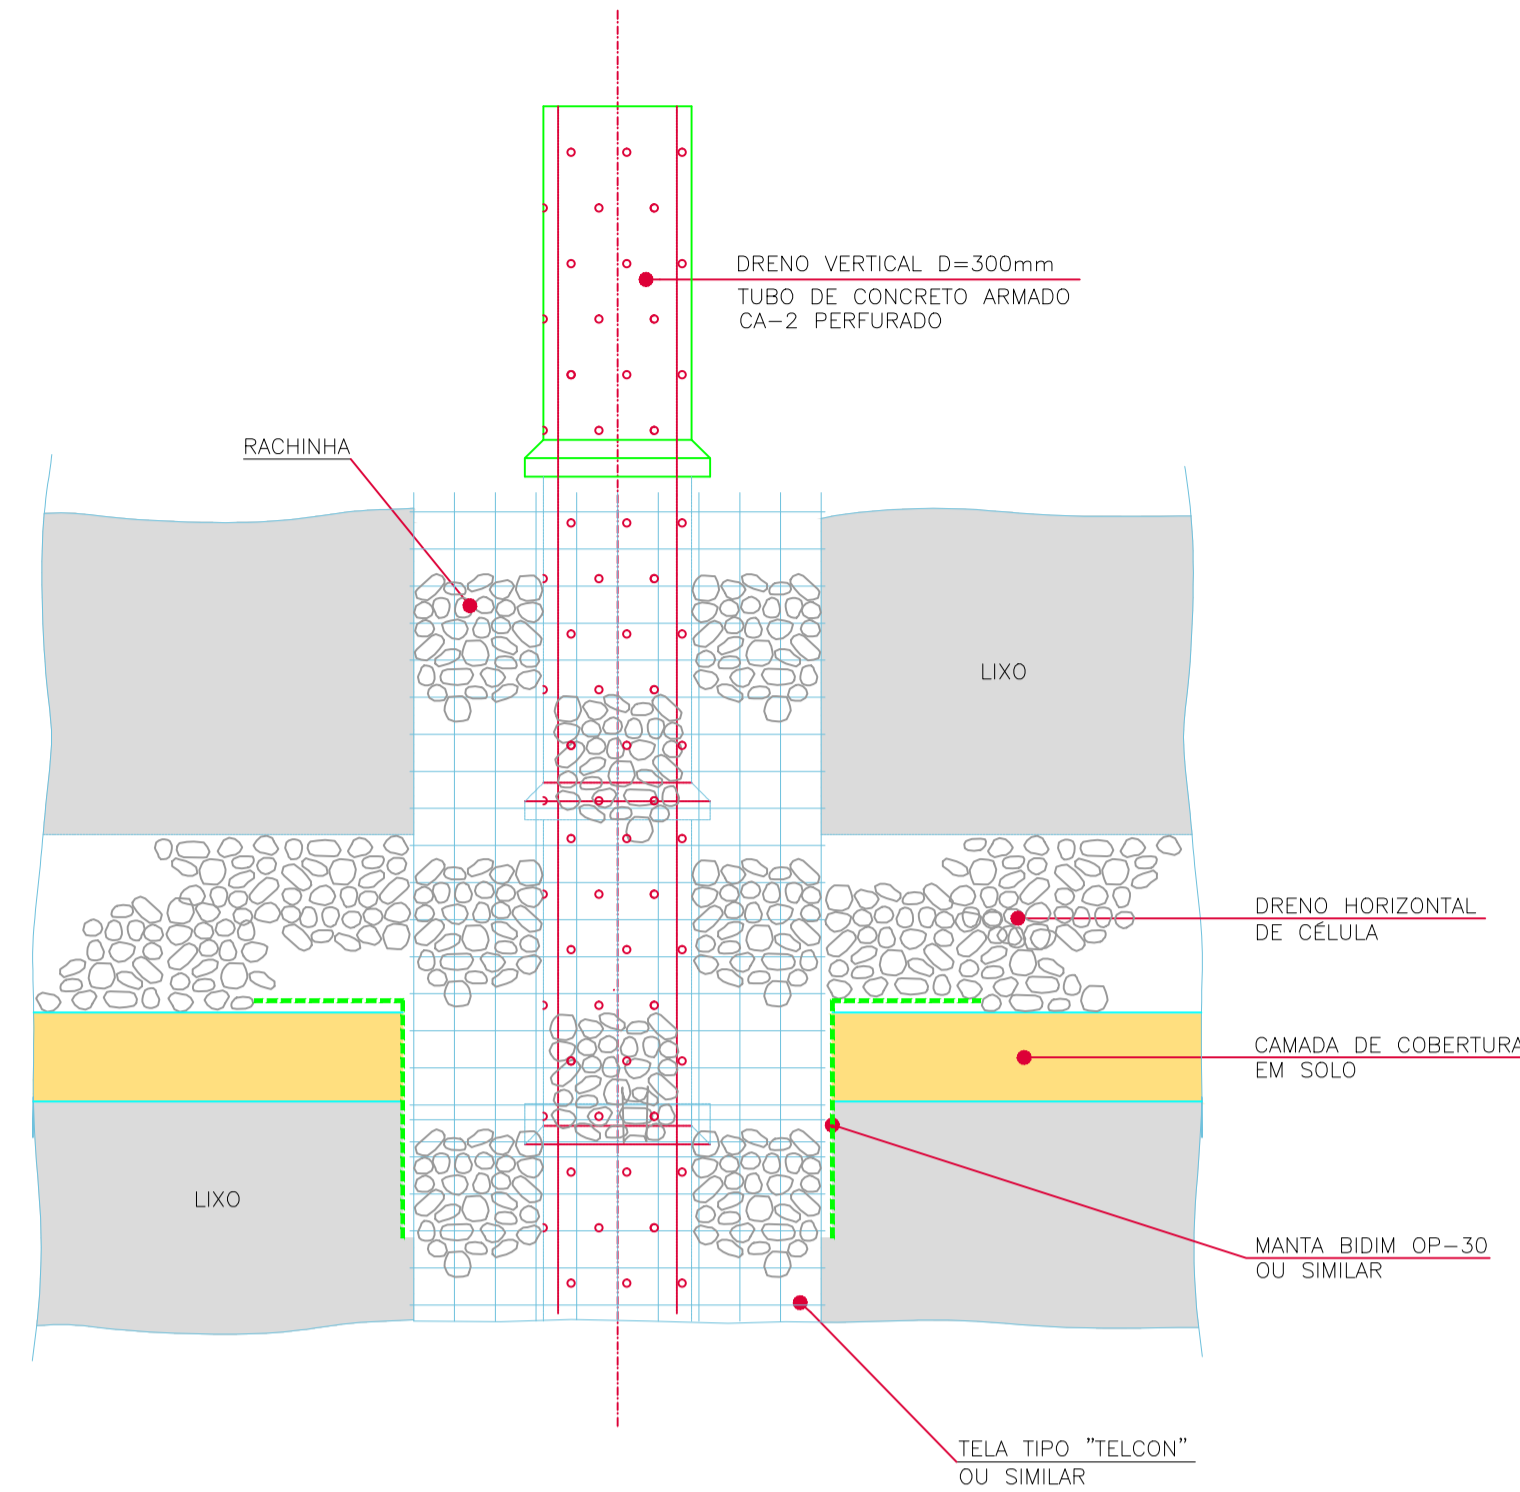 DRENO VERTICAL D=300mm
TUBO DE CONCRETO ARMADO
CA-2 PERFURADO
RACHINHA
LIXO
DRENO HORIZONTAL
DE CÉLULA
CAMADA DE COBERTURA
EM SOLO
LIXO
MANTA BIDIM OP-30
OU SIMILAR
TELA TIPO "TELCON"
OU SIMILAR